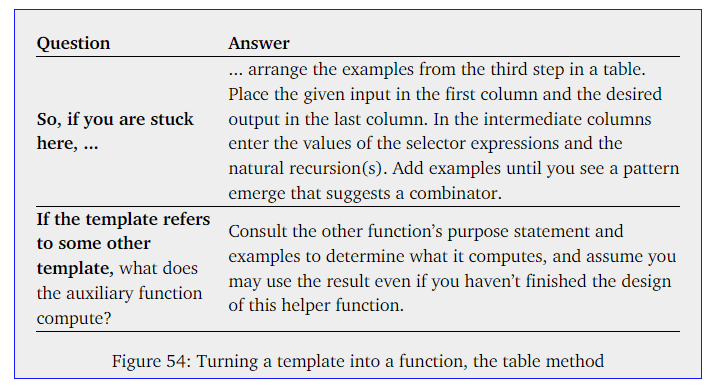 Question Answer
... arrange the examples from the third step in a table.
Place the given input in the first column and the desired
So, if you are stuck output in the last column. In the intermediate columns
here, ... enter the values of the selector expressions and the
natural recursion(s). Add examples until you see a pattern
emerge that suggests a combinator.
If the template refers
to some other
template, what does
the auxiliary function
compute?
Consult the other function’s purpose statement and
examples to determine what it computes, and assume you
may use the result even if you haven’t finished the design
of this helper function.
Figure 54: Turning a template into a function, the table method